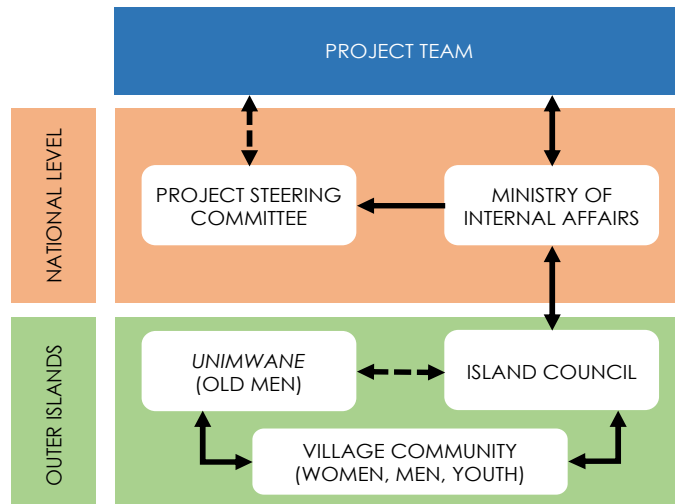 PROJECT TEAM
NATIONAL LEVEL
PROJECT STEERING
COMMITTEE
MINISTRY OF
INTERNAL AFFAIRS
OUTER ISLANDS
UNIMWANE
(OLD MEN)
ISLAND COUNCIL
VILLAGE COMMUNITY
(WOMEN, MEN, YOUTH)